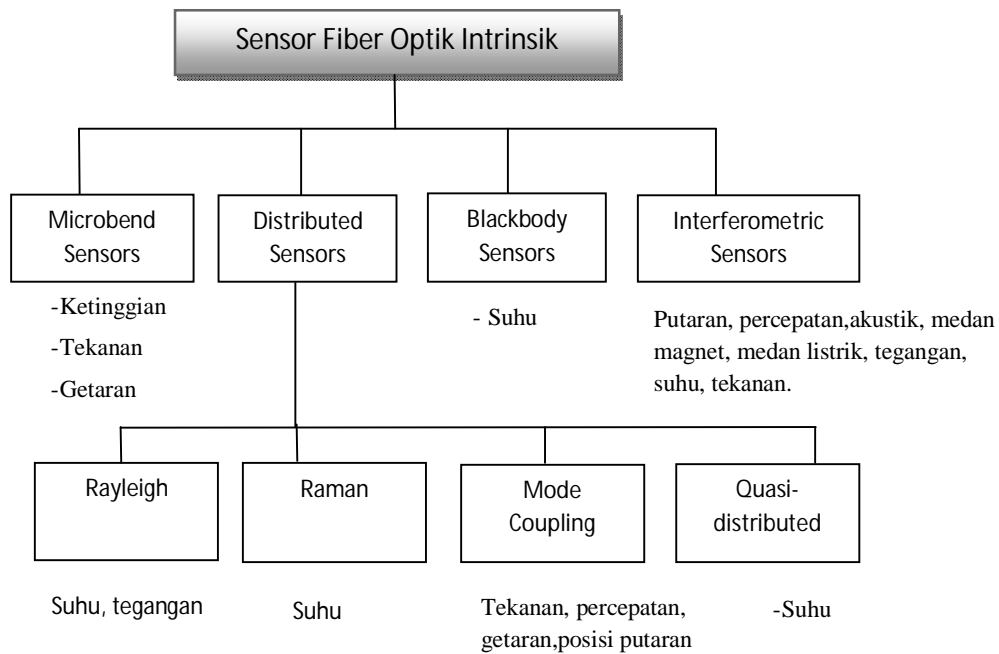 Sensor Fiber Optik Intrinsik
Microbend
Sensors
Distributed
Sensors
Blackbody
Sensors
Interferometric
Sensors
-Ketinggian
-Tekanan
-Getaran
- Suhu
Putaran, percepatan,akustik, medan
magnet, medan listrik, tegangan,
suhu, tekanan.
Rayleigh
Raman
Mode
Coupling
Quasi-
distributed
Suhu, tegangan
Suhu
Tekanan, percepatan,
getaran,posisi putaran
-Suhu